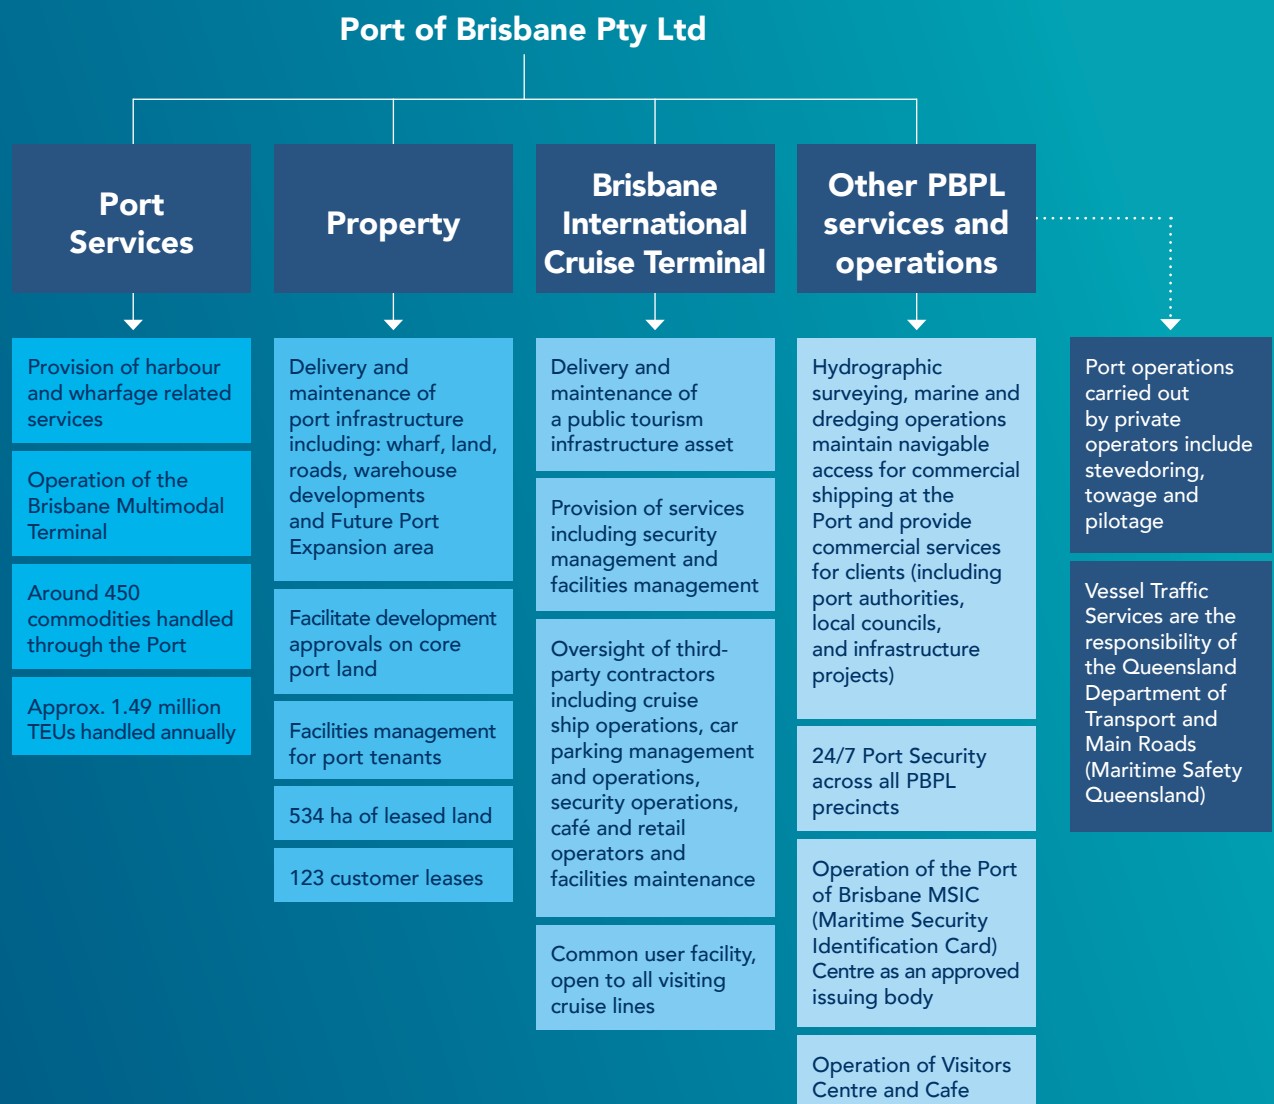 Port of Brisbane Pty Ltd
Port
Services
Provision of harbour
and wharfage related
services
Operation of the
Brisbane Multimodal
Terminal
Around 450
commodities handled
through the Port
Approx. 1.49 million
TEUs handled annually
Property
Delivery and
maintenance of
port infrastructure
including: wharf, land,
roads, warehouse
developments
and Future Port
Expansion area
Facilitate development
approvals on core
port land
Facilities management
for port tenants
534 ha of leased land
123 customer leases
Brisbane
International
Cruise Terminal
Delivery and
maintenance of
a public tourism
infrastructure asset
Provision of services
including security
management and
facilities management
Oversight of third-
party contractors
including cruise
ship operations, car
parking management
and operations,
security operations,
café and retail
operators and
facilities maintenance
Common user facility,
open to all visiting
cruise lines
Other PBPL
services and
operations
Hydrographic
surveying, marine and
dredging operations
maintain navigable
access for commercial
shipping at the
Port and provide
commercial services
for clients (including
port authorities,
local councils,
and infrastructure
projects)
24/7 Port Security
across all PBPL
precincts
Operation of the Port
of Brisbane MSIC
(Maritime Security
Identification Card)
Centre as an approved
issuing body
Operation of Visitors
Centre and Cafe
Port operations
carried out
by private
operators include
stevedoring,
towage and
pilotage
Vessel Traffic
Services are the
responsibility of
the Queensland
Department of
Transport and
Main Roads
(Maritime Safety
Queensland)